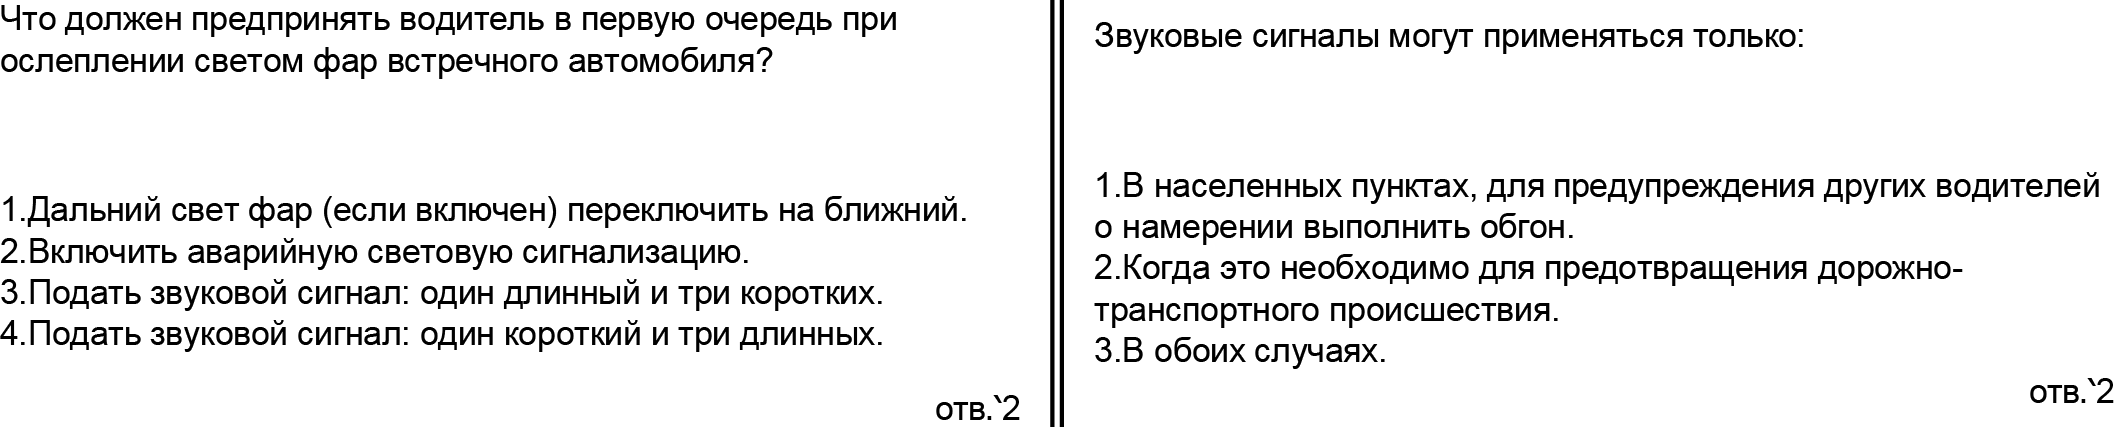 Что должен предпринять водитель в первую очередь при
ослеплении светом фар встречного автомобиля?
1.Дальний свет фар (если включен) переключить на ближний.
2.Включить аварийную световую сигнализацию.
3.Подать звуковой сигнал: один длинный и три коротких.
4.Подать звуковой сигнал: один короткий и три длинных.
отв.`2
Звуковые сигналы могут применяться только:
1.В населенных пунктах, для предупреждения других водителей
о намерении выполнить обгон.
2.Когда это необходимо для предотвращения дорожно-
транспортного происшествия.
3.В обоих случаях.
отв.`2